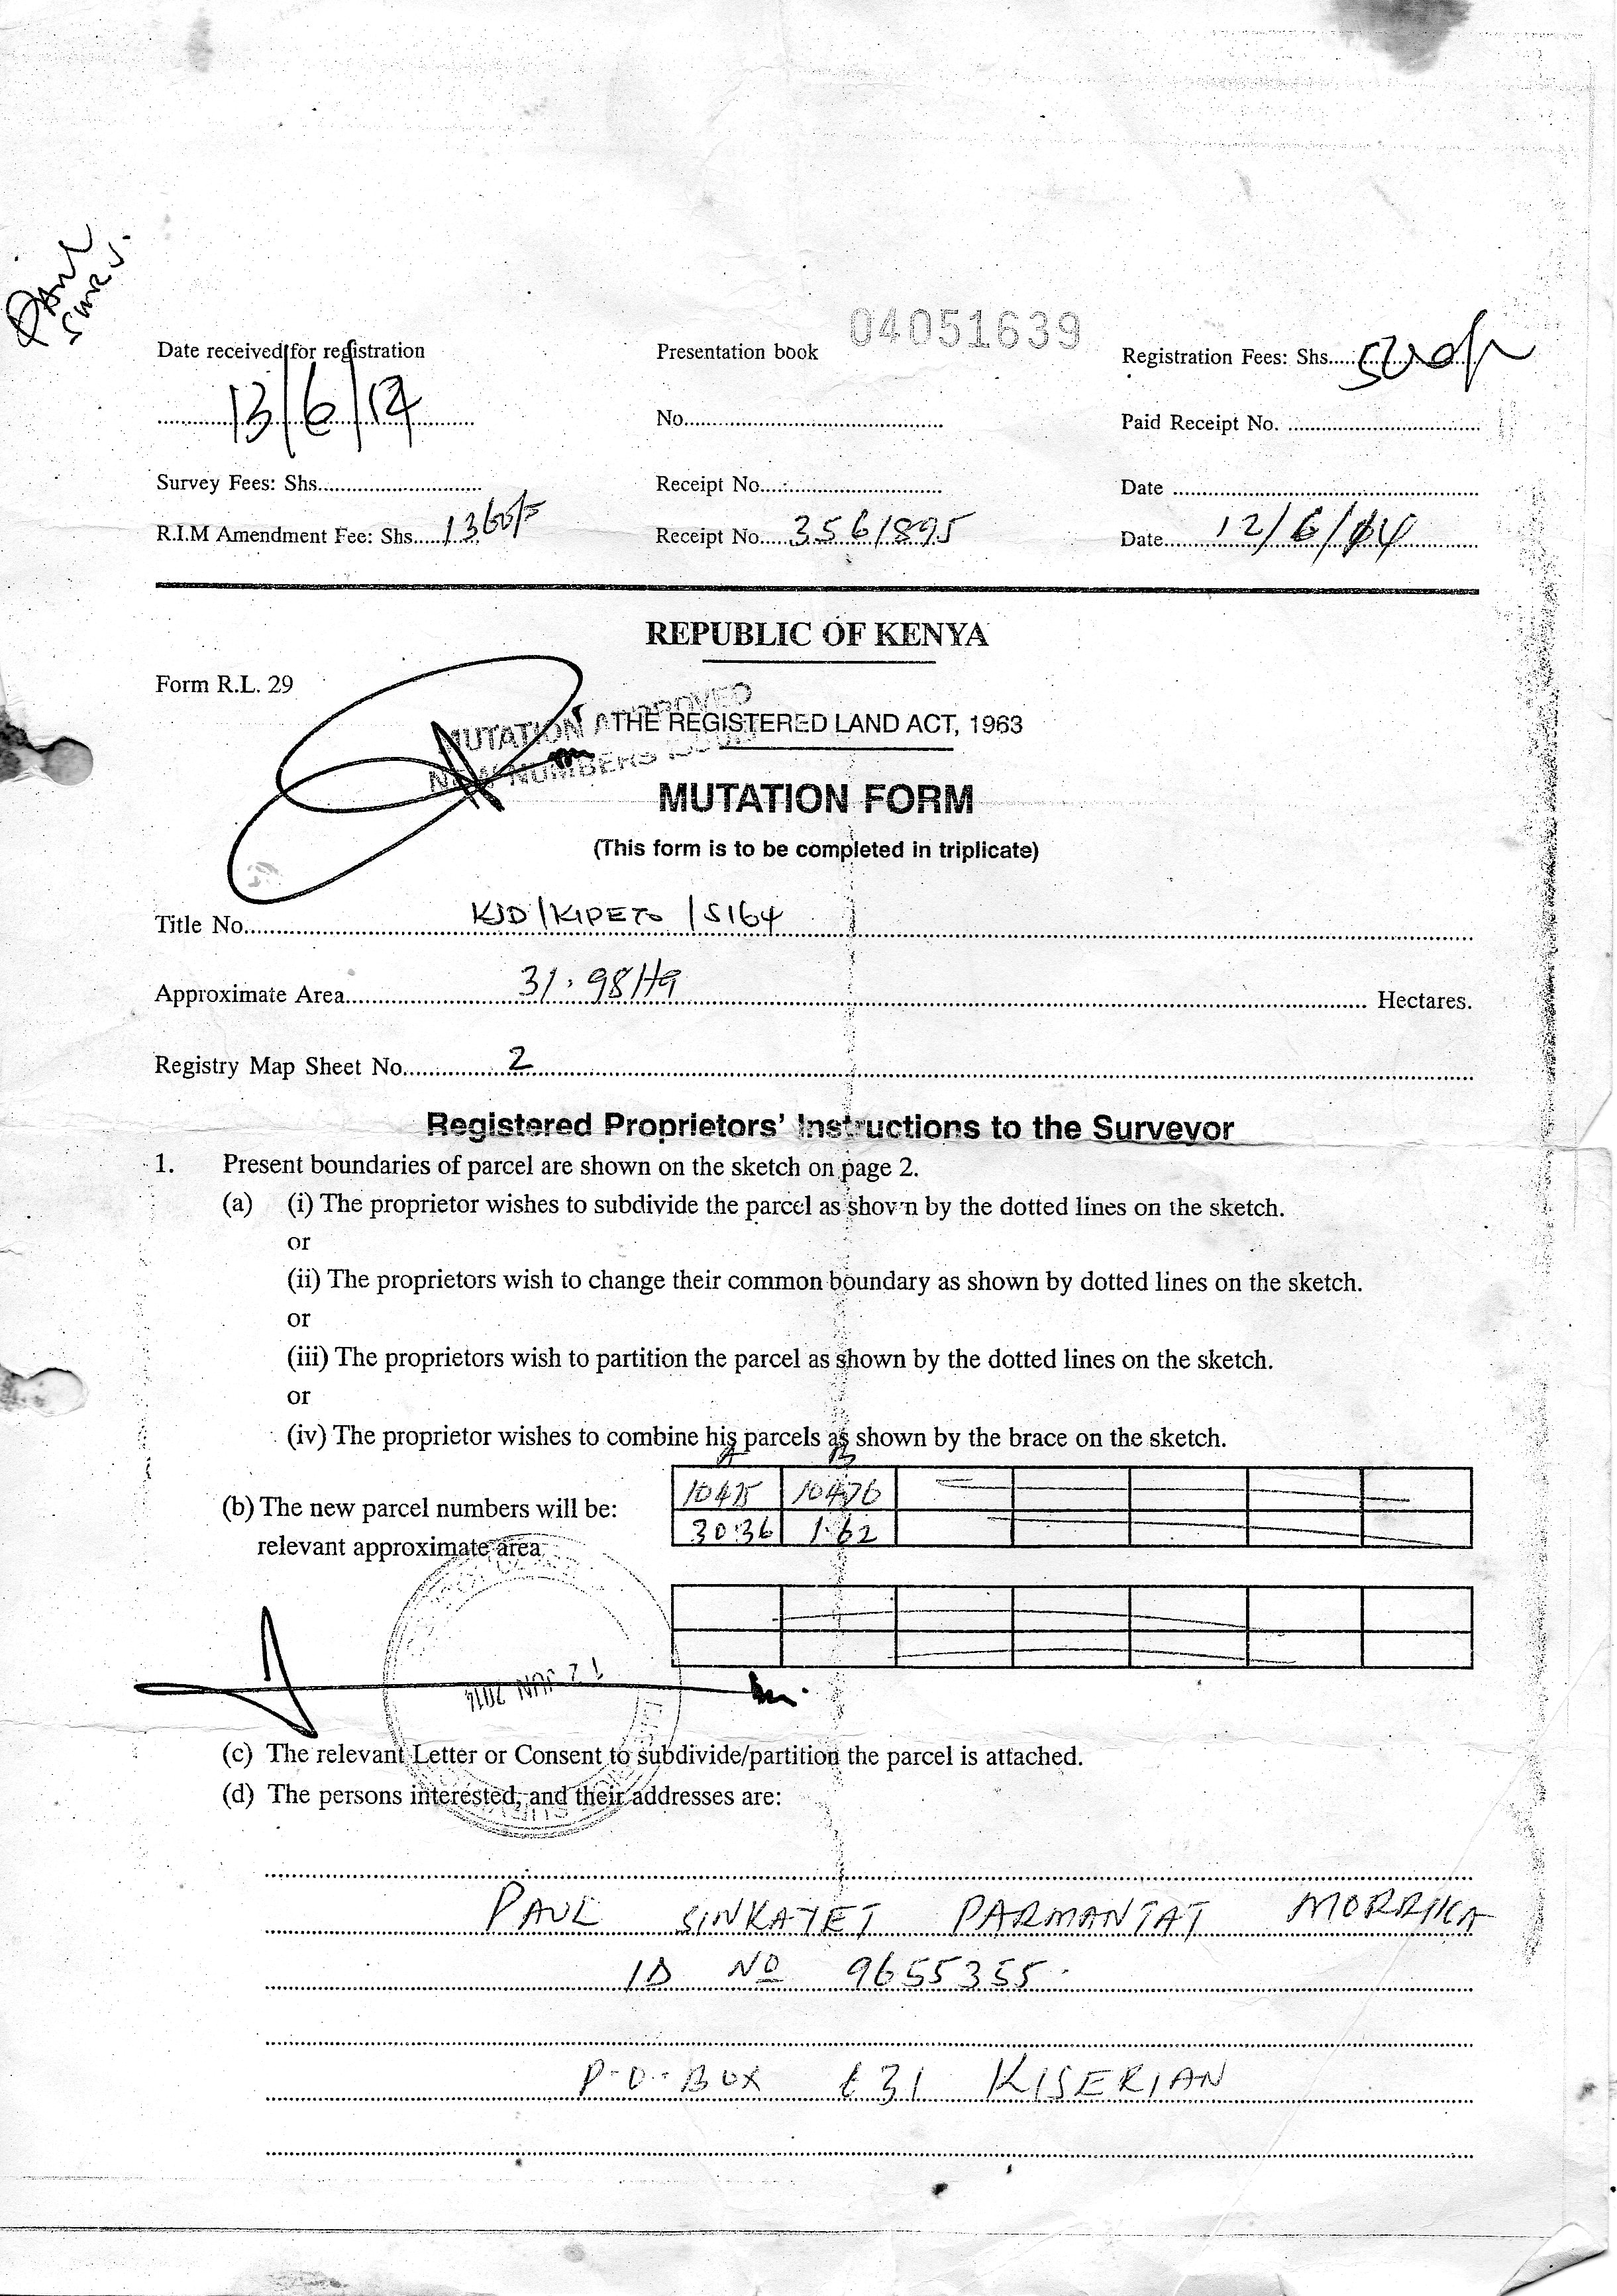 PAUL
04051639
Date received for registration
13/6/14
Presentation book
Registration Fees: Shs.....500/=
No.
Paid Receipt No.
Survey Fees: Shs.
Receipt No.
Date
R.I.M Amendment Fee: Shs.....1360/=
Receipt No.....3561895
Date.....12/6/14
REPUBLIC OF KENYA
Form R.L. 29
MUTATION APPROVED
NEW NUMBERS ISSUED
THE REGISTERED LAND ACT, 1963
MUTATION FORM
(This form is to be completed in triplicate)
Title No.....KJD/KIPETO/5164
Approximate Area.....31.98Ha.....Hectares.
Registry Map Sheet No.....2
Registered Proprietors' Instructions to the Surveyor
1. Present boundaries of parcel are shown on the sketch on page 2.
(a) (i) The proprietor wishes to subdivide the parcel as shown by the dotted lines on the sketch.
or
(ii) The proprietors wish to change their common boundary as shown by dotted lines on the sketch.
or
(iii) The proprietors wish to partition the parcel as shown by the dotted lines on the sketch.
or
(iv) The proprietor wishes to combine his parcels as shown by the brace on the sketch.
A B
(b) The new parcel numbers will be: 10475 10476
relevant approximate area 30.36 1.62
12 JUN 2014
(c) The relevant Letter or Consent to subdivide/partition the parcel is attached.
(d) The persons interested, and their addresses are:
PAUL SINKAYET PARMANTAT MORRIKA
ID NO 9655355
P.O. BOX 31 KISERIAN